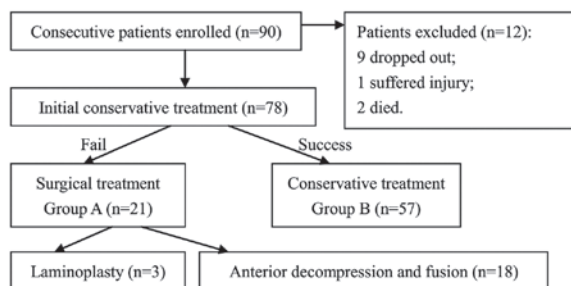 Consecutive patients enrolled (n=90)
Patients excluded (n=12):
9 dropped out;
1 suffered injury;
2 died.
Initial conservative treatment (n=78)
Fail
Success
Surgical treatment
Group A (n=21)
Conservative treatment
Group B (n=57)
Laminoplasty (n=3)
Anterior decompression and fusion (n=18)